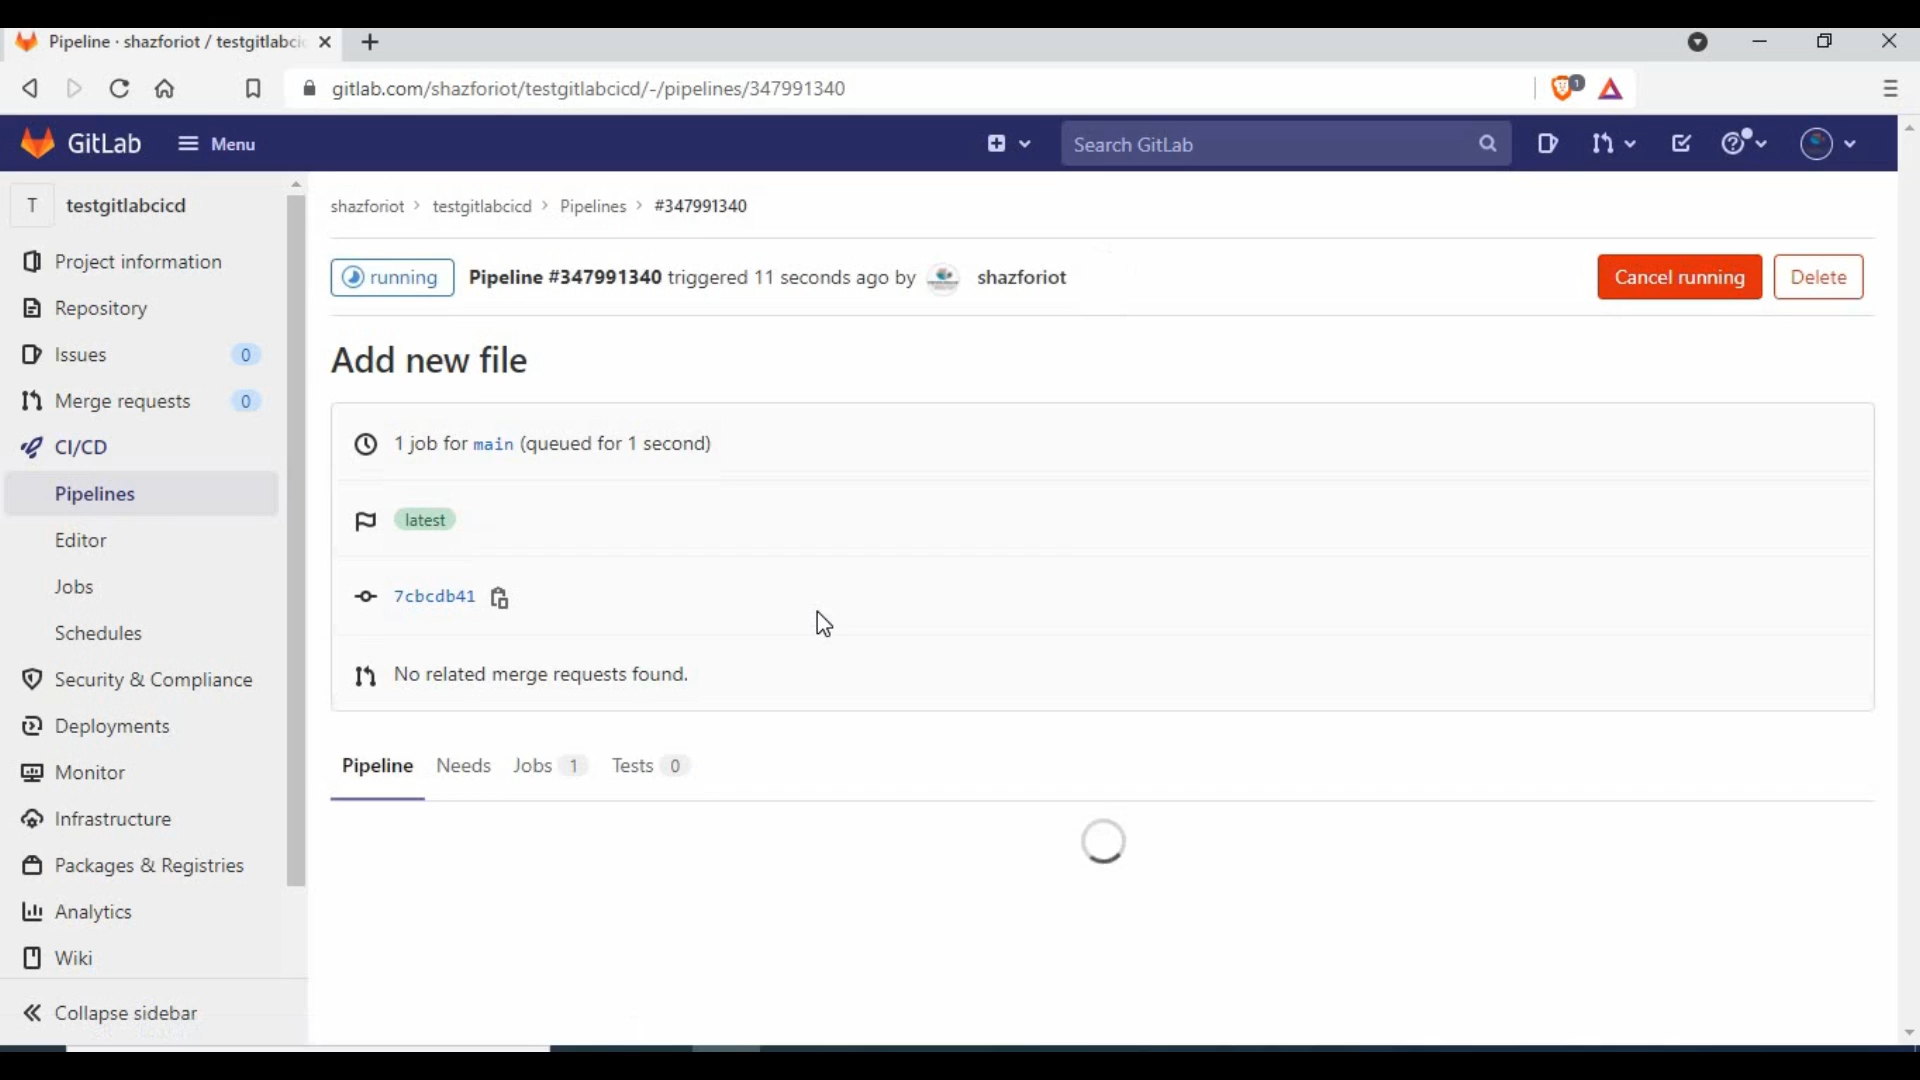 Pipeline · shazforiot / testgitlabci
gitlab.com/shazforiot/testgitlabcicd/-/pipelines/347991340
1
GitLab
Menu
Search GitLab
T testgitlabcicd
Project information
Repository
Issues 0
Merge requests 0
CI/CD
Pipelines
Editor
Jobs
Schedules
Security & Compliance
Deployments
Monitor
Infrastructure
Packages & Registries
Analytics
Wiki
Collapse sidebar
shazforiot > testgitlabcicd > Pipelines > #347991340
running Pipeline #347991340 triggered 11 seconds ago by shazforiot
Cancel running
Delete
Add new file
1 job for main (queued for 1 second)
latest
7cbcdb41
No related merge requests found.
Pipeline Needs Jobs 1 Tests 0